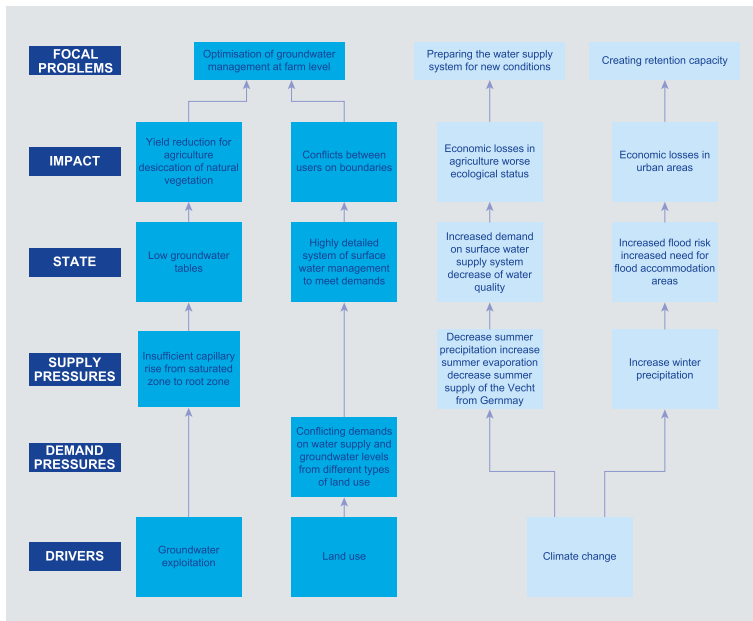 FOCAL
PROBLEMS
Optimisation of groundwater
management at farm level
Preparing the water supply
system for new conditions
Creating retention capacity
IMPACT
Yield reduction for
agriculture
desiccation of natural
vegetation
Conflicts between
users on boundaries
Economic losses in
agriculture worse
ecological status
Economic losses in
urban areas
STATE
Low groundwater
tables
Highly detailed
system of surface
water management
to meet demands
Increased demand
on surface water
supply system
decrease of water
quality
Increased flood risk
increased need for
flood accommodation
areas
SUPPLY
PRESSURES
Insufficient capillary
rise from saturated
zone to root zone
Decrease summer
precipitation increase
summer evaporation
decrease summer
supply of the Vecht
from Gernmay
Increase winter
precipitation
DEMAND
PRESSURES
Conflicting demands
on water supply and
groundwater levels
from different types
of land use
DRIVERS
Groundwater
exploitation
Land use
Climate change